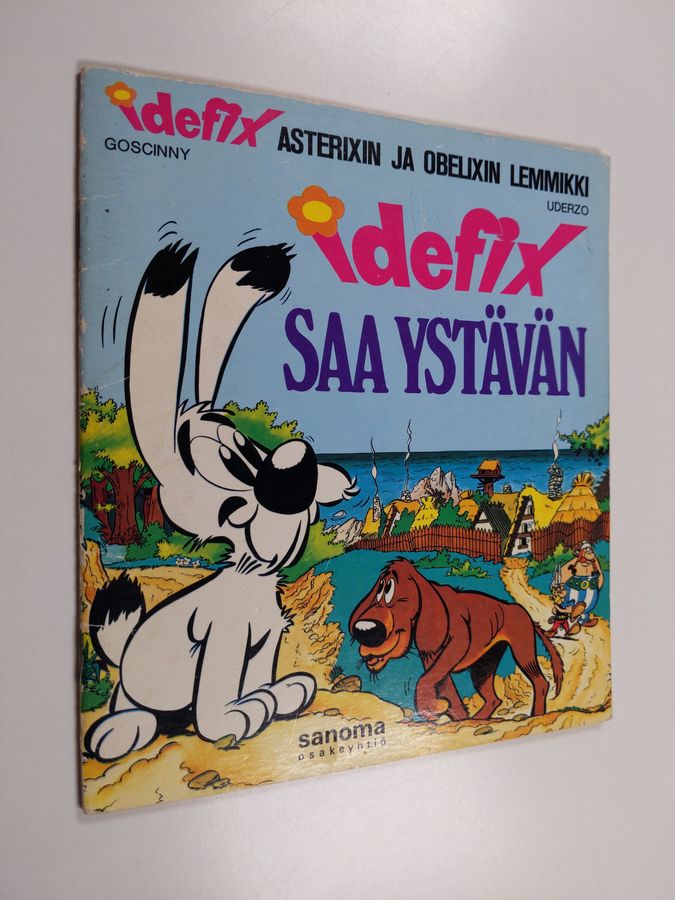 idefix ASTERIXIN JA OBELIXIN LEMMIKKI
GOSCINNY
UDERZO
idefix
SAA YSTÄVÄN
sanoma
osakeyhtiö